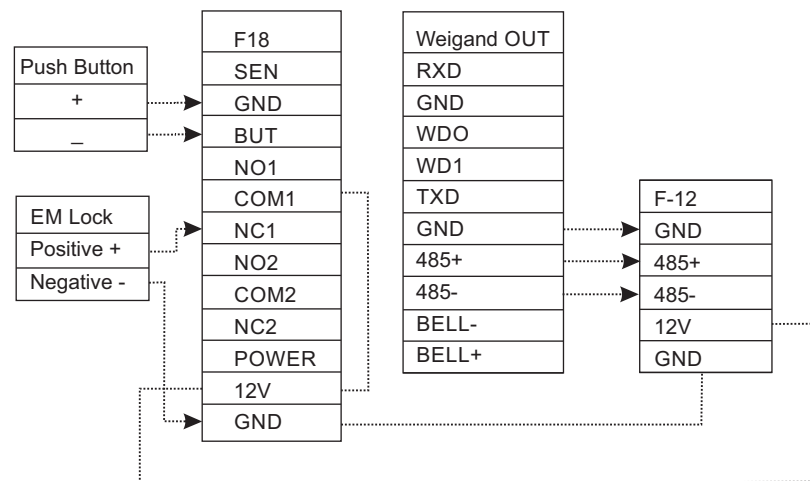 Push Button
+
_
EM Lock
Positive +
Negative -
F18
SEN
GND
BUT
NO1
COM1
NC1
NO2
COM2
NC2
POWER
12V
GND
Weigand OUT
RXD
GND
WDO
WD1
TXD
GND
485+
485-
BELL-
BELL+
F-12
GND
485+
485-
12V
GND